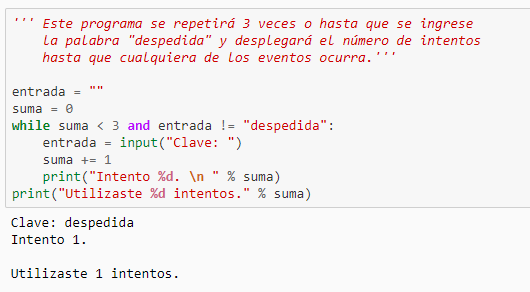 ''' Este programa se repetirá 3 veces o hasta que se ingrese
    la palabra "despedida" y desplegará el número de intentos
    hasta que cualquiera de los eventos ocurra.'''

entrada = ""
suma = 0
while suma < 3 and entrada != "despedida":
    entrada = input("Clave: ")
    suma += 1
    print("Intento %d. \n " % suma)
print("Utilizaste %d intentos." % suma)
Clave: despedida
Intento 1.

Utilizaste 1 intentos.